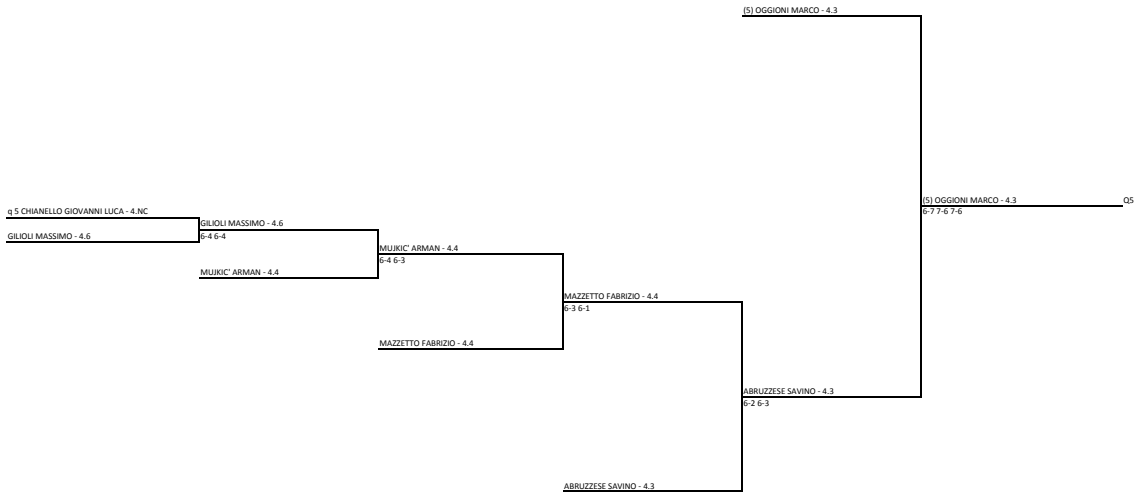 (5) OGGIONI MARCO - 4.3
(5) OGGIONI MARCO - 4.3
Q5
6-7 7-6 7-6
q 5 CHIANELLO GIOVANNI LUCA - 4.NC
GILIOLI MASSIMO - 4.6
GILIOLI MASSIMO - 4.6
6-4 6-4
MUJKIC' ARMAN - 4.4
6-4 6-3
MUJKIC' ARMAN - 4.4
MAZZETTO FABRIZIO - 4.4
6-3 6-1
MAZZETTO FABRIZIO - 4.4
ABRUZZESE SAVINO - 4.3
6-2 6-3
ABRUZZESE SAVINO - 4.3